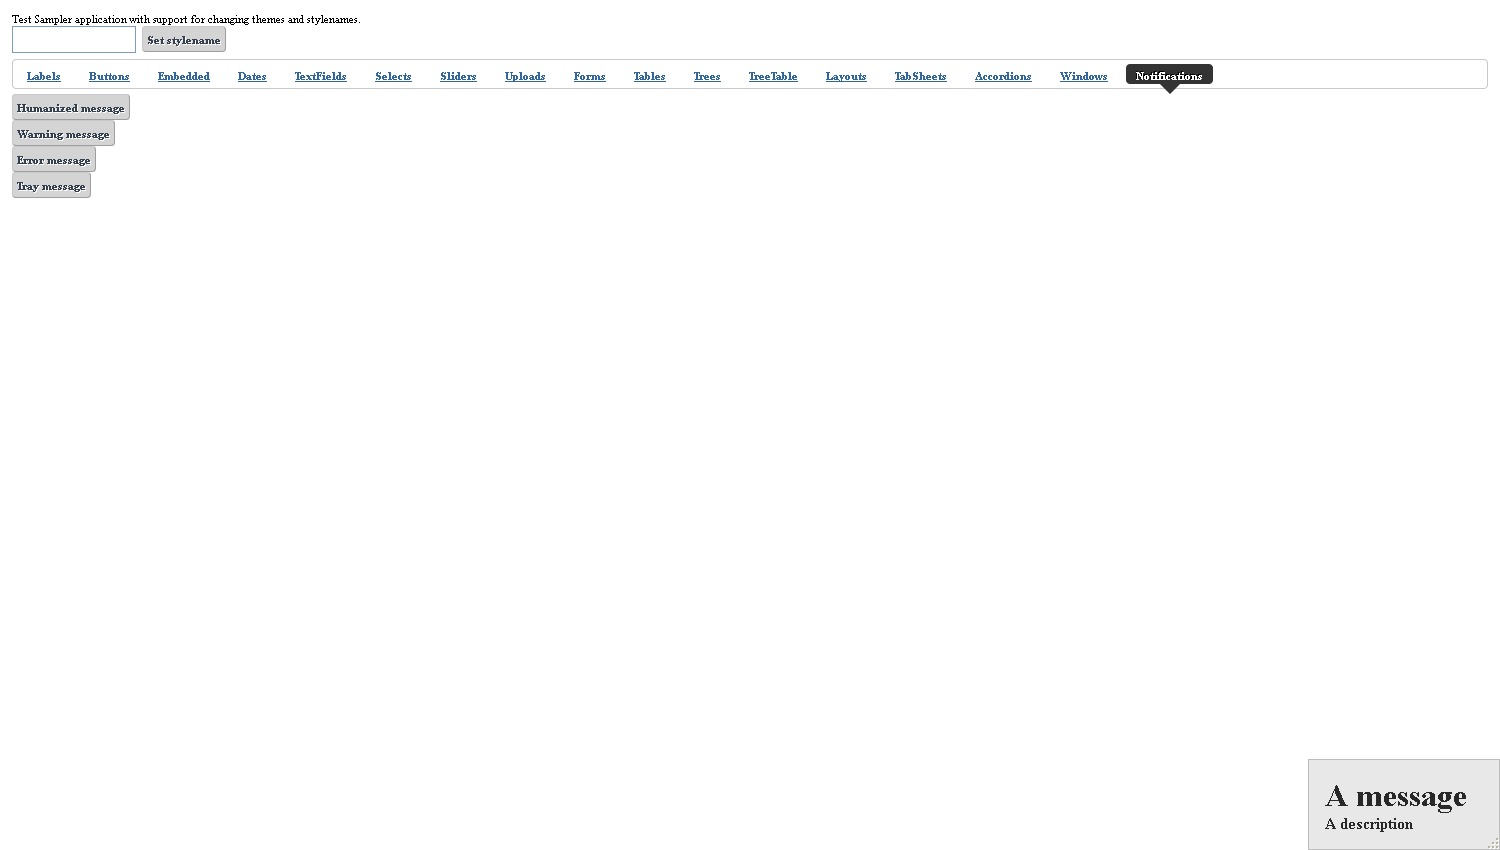 Test Sampler application with support for changing themes and stylenames.
Set stylename
Labels Buttons Embedded Dates TextFields Selects Sliders Uploads Forms Tables Trees TreeTable Layouts TabSheets Accordions Windows Notifications
Humanized message
Warning message
Error message
Tray message
A message
A description